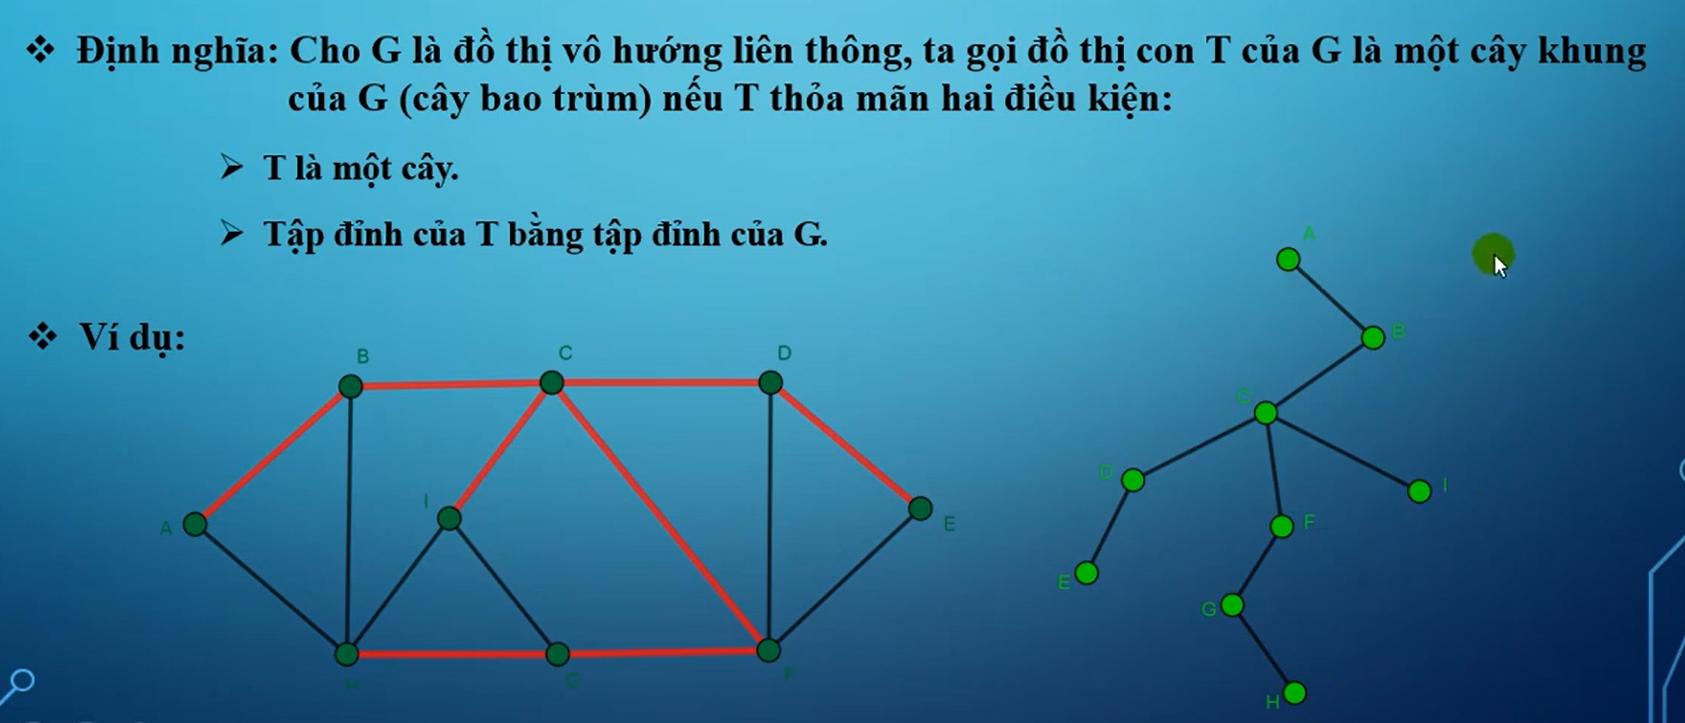 Định nghĩa: Cho G là đồ thị vô hướng liên thông, ta gọi đồ thị con T của G là một cây khung
của G (cây bao trùm) nếu T thỏa mãn hai điều kiện:
T là một cây.
Tập đỉnh của T bằng tập đỉnh của G.
Ví dụ:
B
C
D
A
I
E
H
G
F
A
B
C
D
I
E
F
G
H